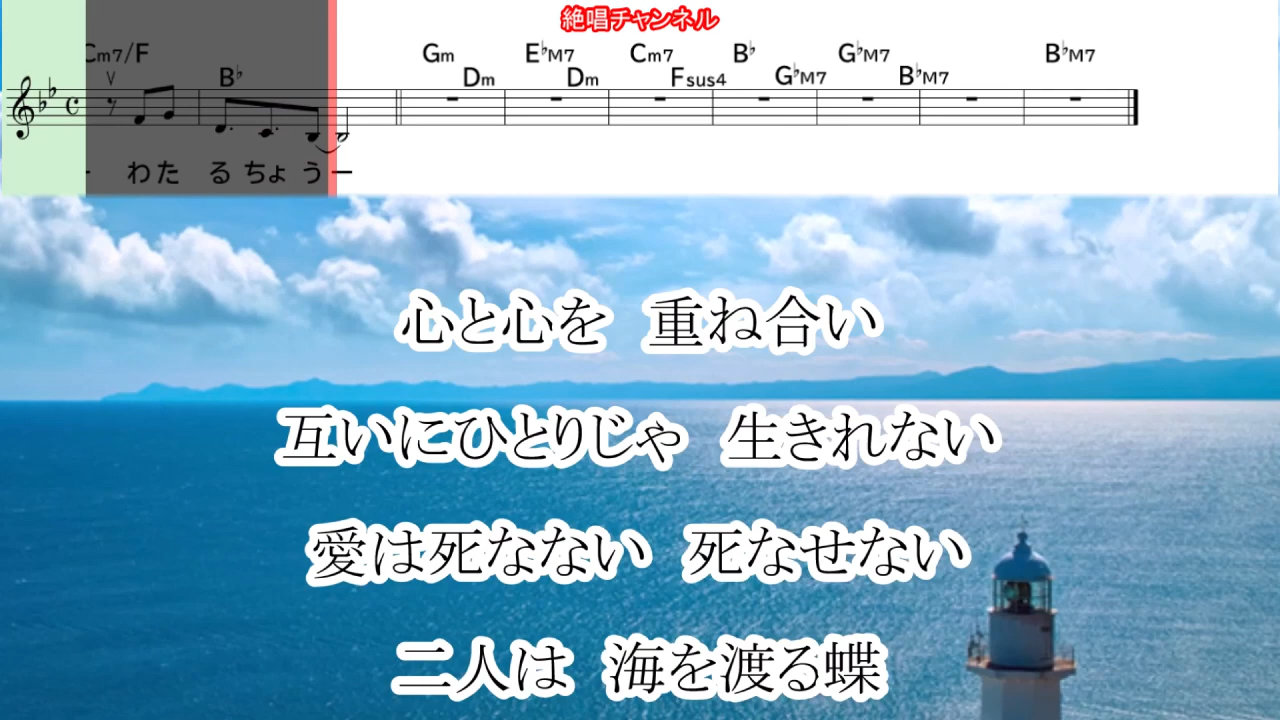 絶唱チャンネル
Cm7/F Gm E♭M7 Cm7 B♭ G♭M7 B♭M7
B♭ Dm Dm Fsus4 G♭M7 B♭M7
- わた るちょうー
心と心を 重ね合い
互いにひとりじゃ 生きれない
愛は死なない 死なせない
二人は 海を渡る蝶